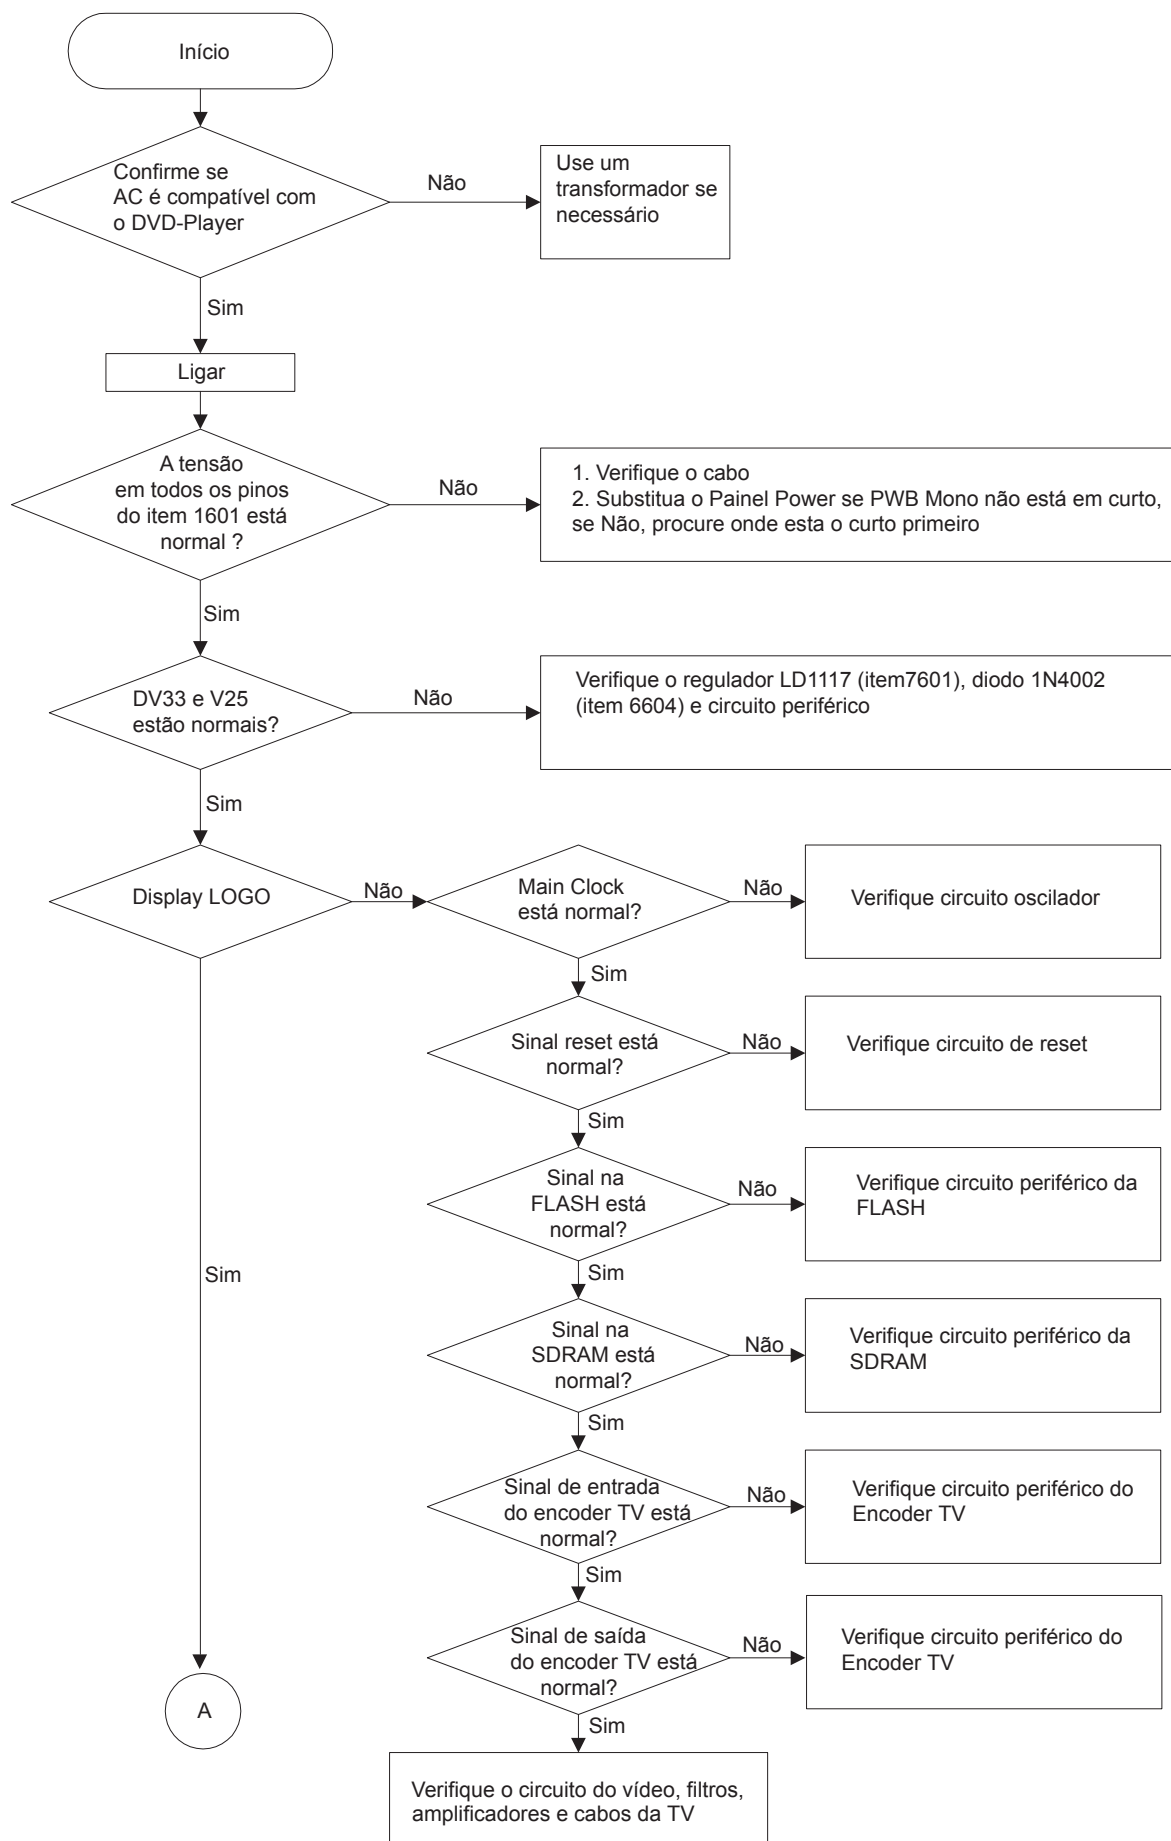 Início
Confirme se
AC é compatível com
o DVD-Player
Não
Use um
transformador se
necessário
Sim
Ligar
A tensão
em todos os pinos
do item 1601 está
normal ?
Não
1. Verifique o cabo
2. Substitua o Painel Power se PWB Mono não está em curto,
se Não, procure onde esta o curto primeiro
Sim
DV33 e V25
estão normais?
Não
Verifique o regulador LD1117 (item7601), diodo 1N4002
(item 6604) e circuito periférico
Sim
Display LOGO
Não
Main Clock
está normal?
Não
Verifique circuito oscilador
Sim
Sinal reset está
normal?
Não
Verifique circuito de reset
Sim
Sinal na
FLASH está
normal?
Não
Verifique circuito periférico da
FLASH
Sim
Sim
Sinal na
SDRAM está
normal?
Não
Verifique circuito periférico da
SDRAM
Sim
Sinal de entrada
do encoder TV está
normal?
Não
Verifique circuito periférico do
Encoder TV
Sim
Sinal de saída
do encoder TV está
normal?
Não
Verifique circuito periférico do
Encoder TV
A
Sim
Verifique o circuito do vídeo, filtros,
amplificadores e cabos da TV